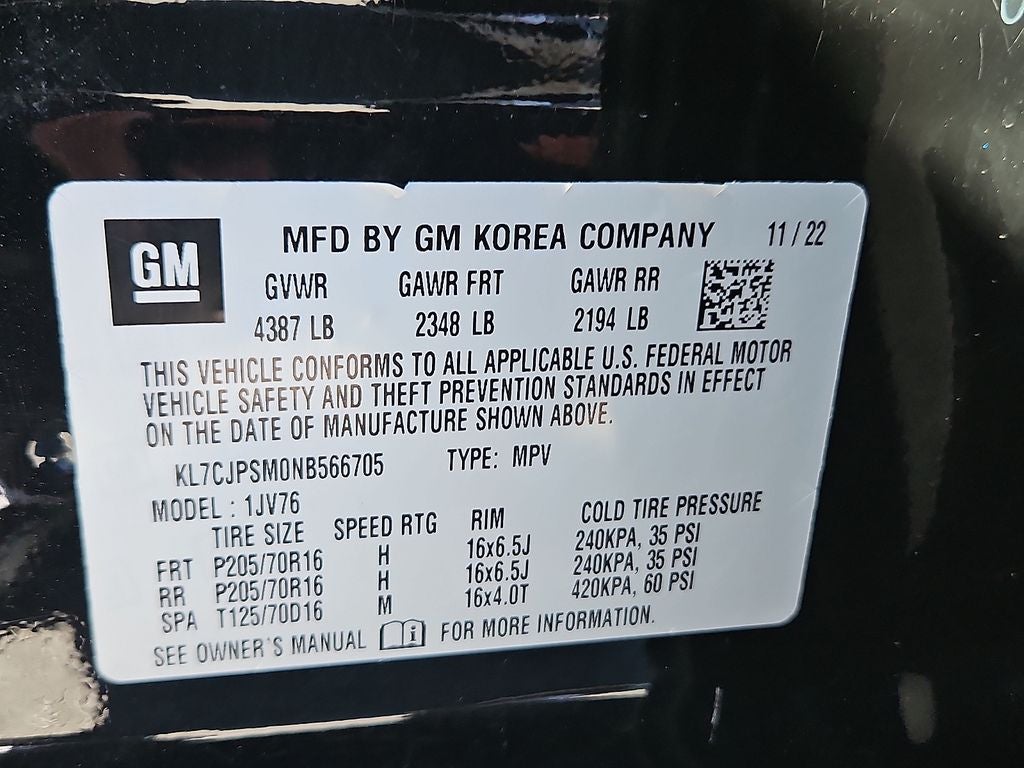 GM
MFD BY GM KOREA COMPANY 11/22
GVWR GAWR FRT GAWR RR
4387 LB 2348 LB 2194 LB
THIS VEHICLE CONFORMS TO ALL APPLICABLE U.S. FEDERAL MOTOR
VEHICLE SAFETY AND THEFT PREVENTION STANDARDS IN EFFECT
ON THE DATE OF MANUFACTURE SHOWN ABOVE.
KL7CJPSM0NB566705 TYPE: MPV
MODEL : 1JV76
TIRE SIZE SPEED RTG RIM COLD TIRE PRESSURE
FRT P205/70R16 H 16x6.5J 240KPA, 35 PSI
RR P205/70R16 H 16x6.5J 240KPA, 35 PSI
SPA T125/70D16 M 16x4.0T 420KPA, 60 PSI
SEE OWNER'S MANUAL i FOR MORE INFORMATION.